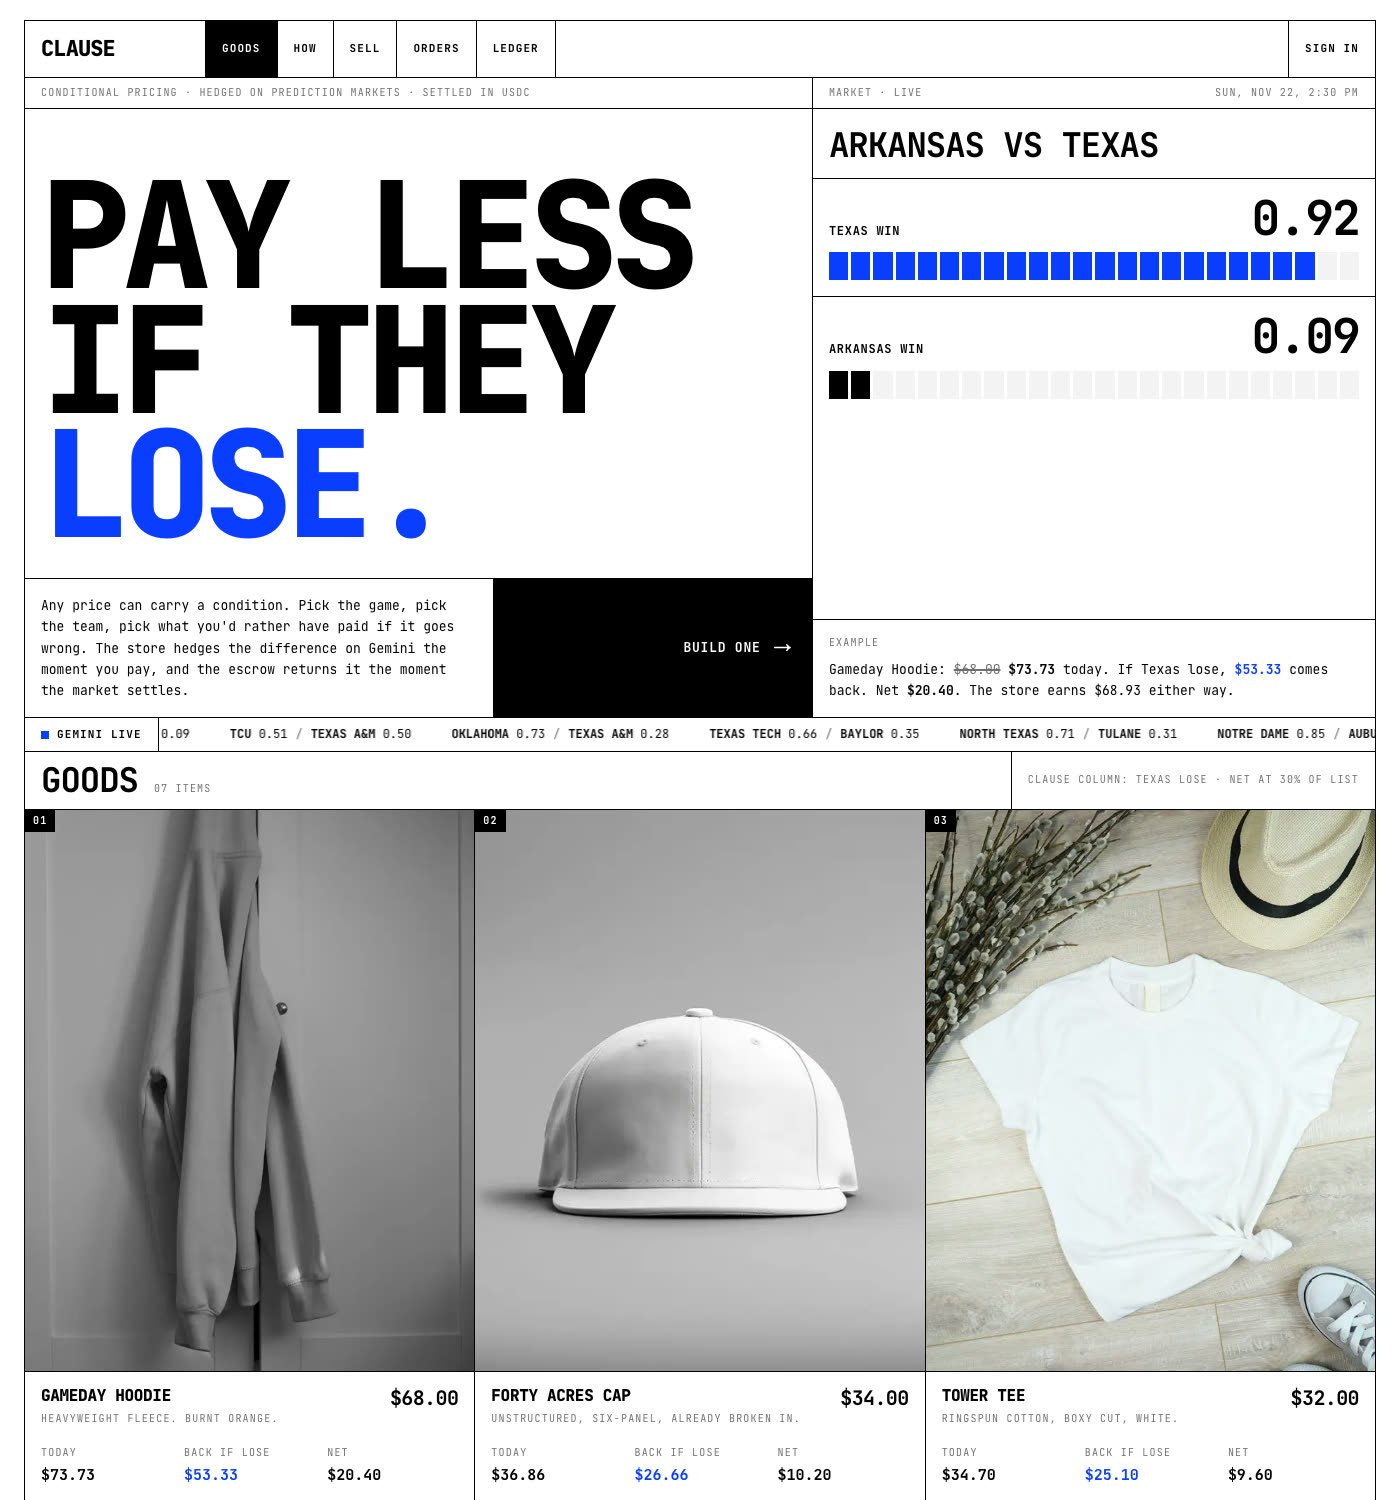 CLAUSE
GOODS
HOW
SELL
ORDERS
LEDGER
SIGN IN
CONDITIONAL PRICING · HEDGED ON PREDICTION MARKETS · SETTLED IN USDC
MARKET · LIVE
SUN, NOV 22, 2:30 PM
PAY LESS
IF THEY
LOSE.
ARKANSAS VS TEXAS
TEXAS WIN
0.92
ARKANSAS WIN
0.09
Any price can carry a condition. Pick the game, pick
the team, pick what you'd rather have paid if it goes
wrong. The store hedges the difference on Gemini the
moment you pay, and the escrow returns it the moment
the market settles.
BUILD ONE →
EXAMPLE
Gameday Hoodie: $68.00 $73.73 today. If Texas lose, $53.33 comes
back. Net $20.40. The store earns $68.93 either way.
GEMINI LIVE
0.09 TCU 0.51 / TEXAS A&M 0.50 OKLAHOMA 0.73 / TEXAS A&M 0.28 TEXAS TECH 0.66 / BAYLOR 0.35 NORTH TEXAS 0.71 / TULANE 0.31 NOTRE DAME 0.85 / AUBU
GOODS
07 ITEMS
CLAUSE COLUMN: TEXAS LOSE · NET AT 30% OF LIST
01
02
03
GAMEDAY HOODIE
$68.00
HEAVYWEIGHT FLEECE. BURNT ORANGE.
TODAY
BACK IF LOSE
NET
$73.73
$53.33
$20.40
FORTY ACRES CAP
$34.00
UNSTRUCTURED, SIX-PANEL, ALREADY BROKEN IN.
TODAY
BACK IF LOSE
NET
$36.86
$26.66
$10.20
TOWER TEE
$32.00
RINGSPUN COTTON, BOXY CUT, WHITE.
TODAY
BACK IF LOSE
NET
$34.70
$25.10
$9.60